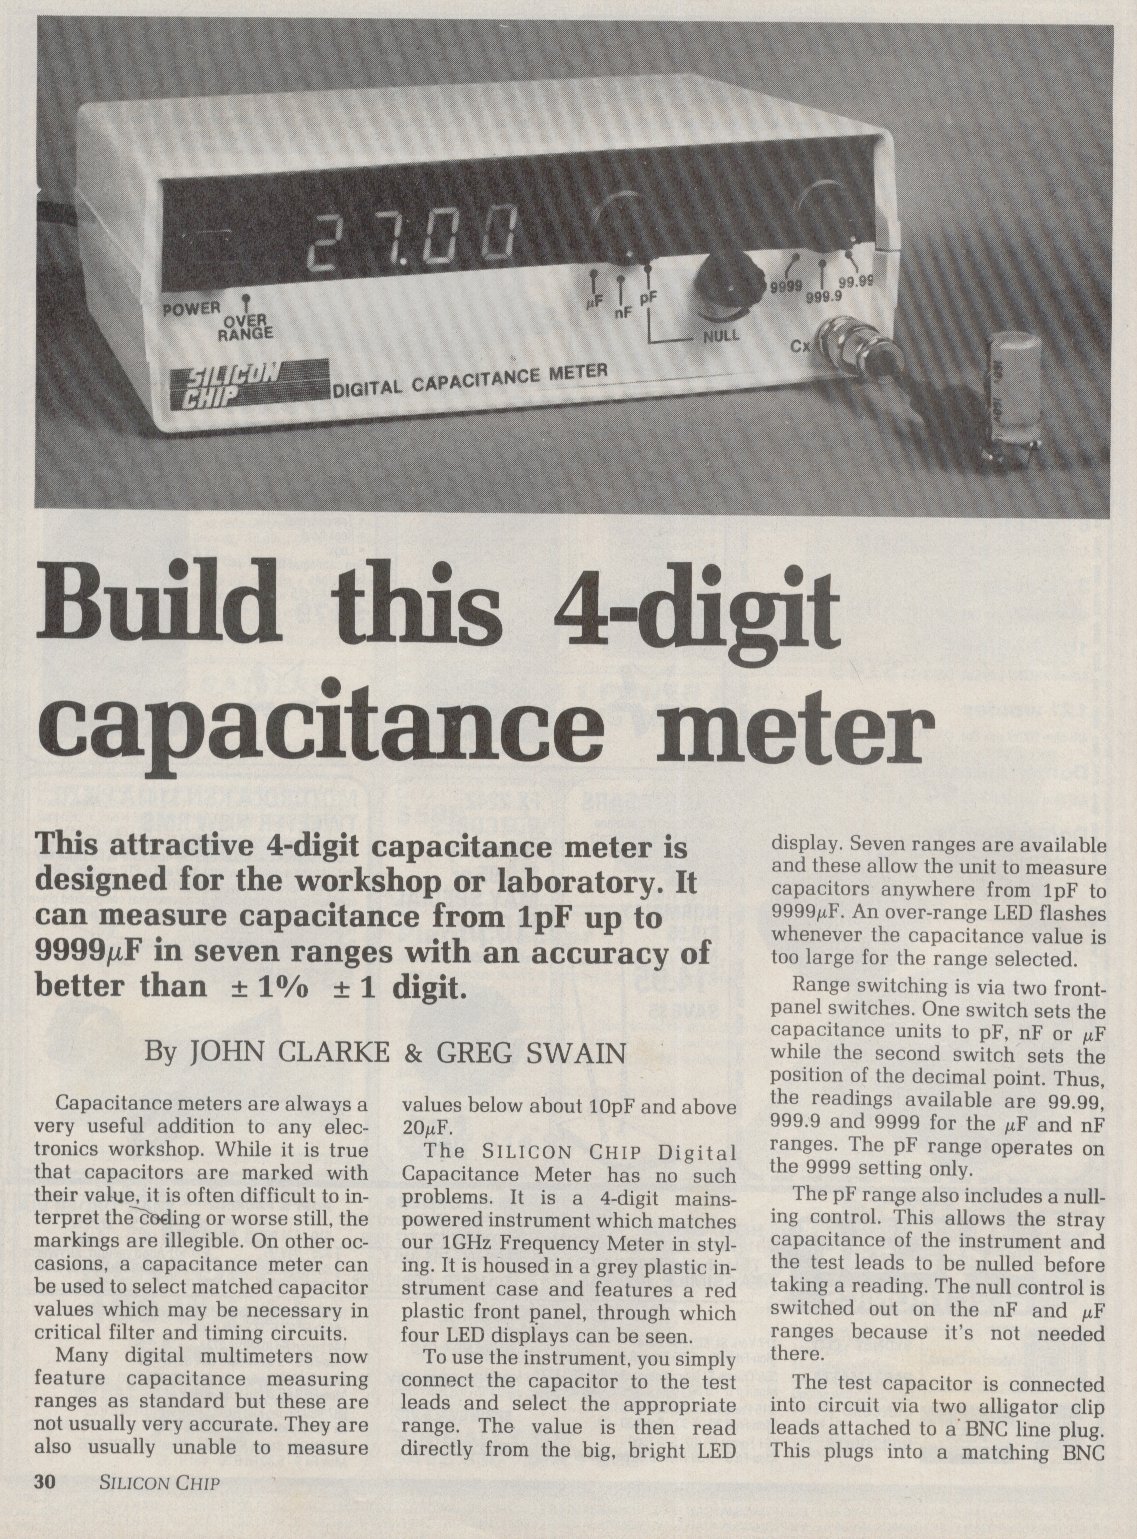 27.00
POWER
OVER
RANGE
µF
nF
pF
NULL
9999
999.9
99.99
Cx
SILICON
CHIP
DIGITAL CAPACITANCE METER
Build this 4-digit
capacitance meter
This attractive 4-digit capacitance meter is
designed for the workshop or laboratory. It
can measure capacitance from 1pF up to
9999µF in seven ranges with an accuracy of
better than ±1% ±1 digit.
By JOHN CLARKE & GREG SWAIN
Capacitance meters are always a
very useful addition to any elec-
tronics workshop. While it is true
that capacitors are marked with
their value, it is often difficult to in-
terpret the coding or worse still, the
markings are illegible. On other oc-
casions, a capacitance meter can
be used to select matched capacitor
values which may be necessary in
critical filter and timing circuits.
Many digital multimeters now
feature capacitance measuring
ranges as standard but these are
not usually very accurate. They are
also usually unable to measure
values below about 10pF and above
20µF.
The SILICON CHIP Digital
Capacitance Meter has no such
problems. It is a 4-digit mains-
powered instrument which matches
our 1GHz Frequency Meter in styl-
ing. It is housed in a grey plastic in-
strument case and features a red
plastic front panel, through which
four LED displays can be seen.
To use the instrument, you simply
connect the capacitor to the test
leads and select the appropriate
range. The value is then read
directly from the big, bright LED
display. Seven ranges are available
and these allow the unit to measure
capacitors anywhere from 1pF to
9999µF. An over-range LED flashes
whenever the capacitance value is
too large for the range selected.
Range switching is via two front-
panel switches. One switch sets the
capacitance units to pF, nF or µF
while the second switch sets the
position of the decimal point. Thus,
the readings available are 99.99,
999.9 and 9999 for the µF and nF
ranges. The pF range operates on
the 9999 setting only.
The pF range also includes a null-
ing control. This allows the stray
capacitance of the instrument and
the test leads to be nulled before
taking a reading. The null control is
switched out on the nF and µF
ranges because it's not needed
there.
The test capacitor is connected
into circuit via two alligator clip
leads attached to a BNC line plug.
This plugs into a matching BNC
30 SILICON CHIP